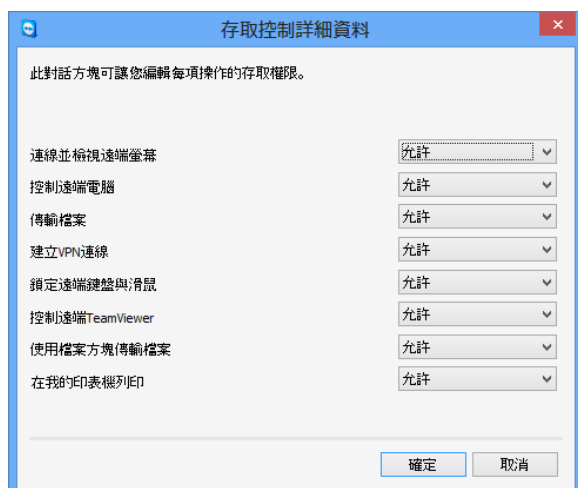 存取控制詳細資料
此對話方塊可讓您編輯每項操作的存取權限。
連線並檢視遠端螢幕 允許
控制遠端電腦 允許
傳輸檔案 允許
建立VPN連線 允許
鎖定遠端鍵盤與滑鼠 允許
控制遠端TeamViewer 允許
使用檔案方塊傳輸檔案 允許
在我的印表機列印 允許
確定 取消